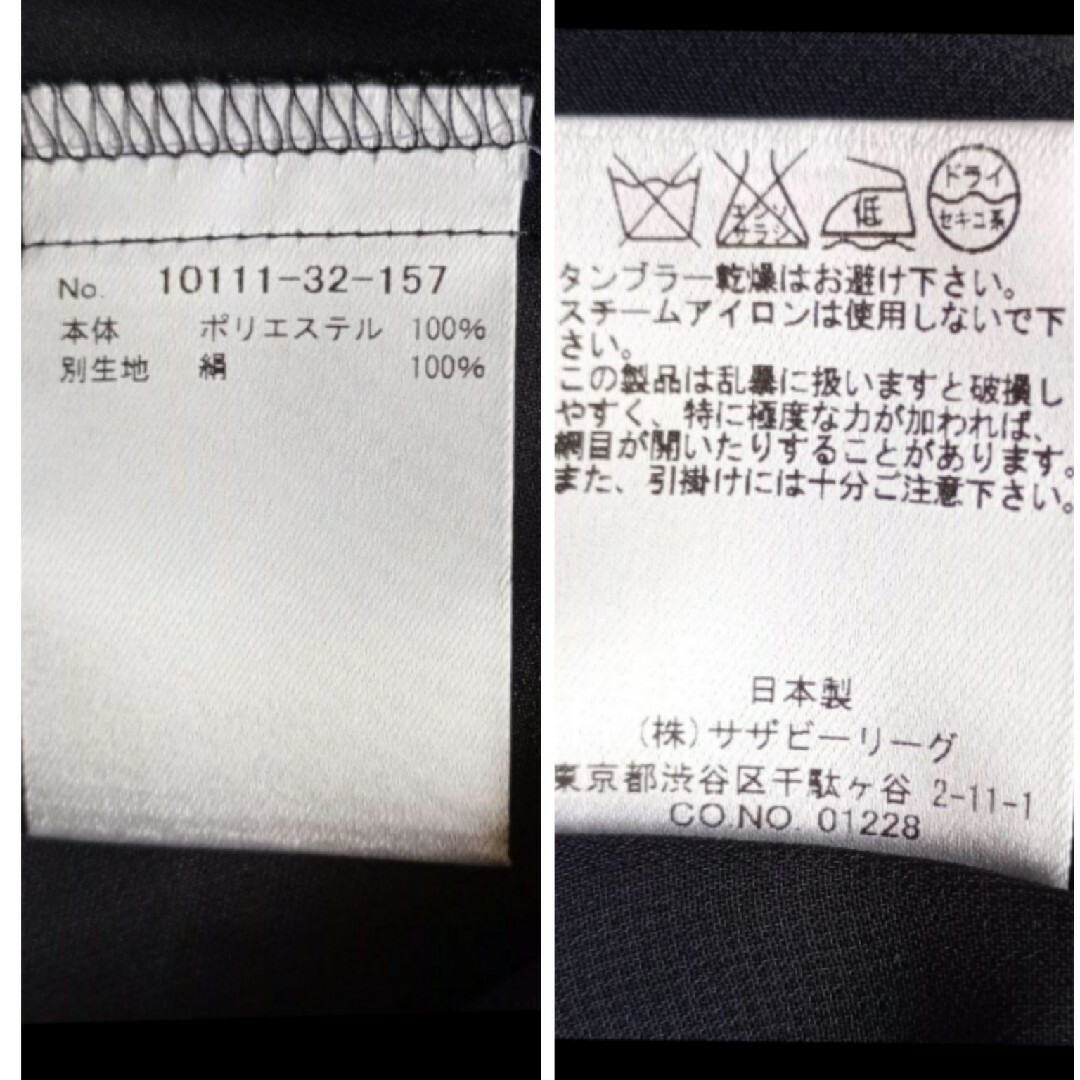 No. 10111-32-157
本体 ポリエステル 100%
別生地 絹 100%
エンソ
サラシ
低
ドライ
セキユ系
タンブラー乾燥はお避け下さい。
スチームアイロンは使用しないで下
さい。
この製品は乱暴に扱いますと破損し
やすく、特に極度な力が加われば、
網目が開いたりすることがあります。
また、引掛けには十分ご注意下さい。
日本製
(株)サザビーリーグ
東京都渋谷区千駄ヶ谷 2-11-1
CO.NO. 01228